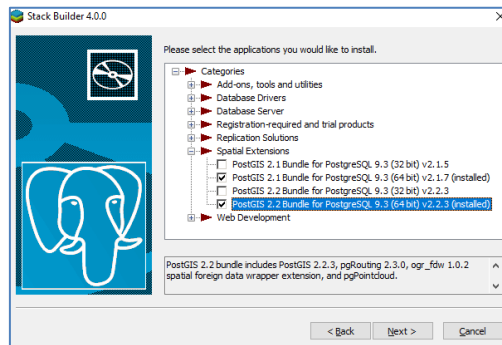 Stack Builder 4.0.0
Please select the applications you would like to install.
Categories
Add-ons, tools and utilities
Database Drivers
Database Server
Registration-required and trial products
Replication Solutions
Spatial Extensions
PostGIS 2.1 Bundle for PostgreSQL 9.3 (32 bit) v2.1.5
PostGIS 2.1 Bundle for PostgreSQL 9.3 (64 bit) v2.1.7 (installed)
PostGIS 2.2 Bundle for PostgreSQL 9.3 (32 bit) v2.2.3
PostGIS 2.2 Bundle for PostgreSQL 9.3 (64 bit) v2.2.3 (installed)
Web Development
PostGIS 2.2 bundle includes PostGIS 2.2.3, pgRouting 2.3.0, ogr_fdw 1.0.2
spatial foreign data wrapper extension, and pgPointcloud.
< Back Next > Cancel